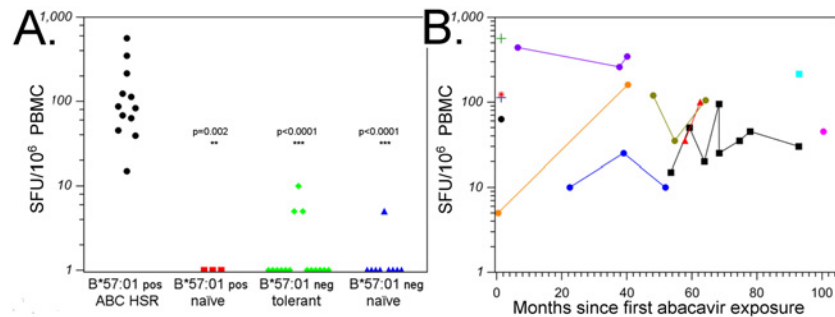 A.
B.
SFU/10⁶ PBMC
1,000
100
10
1
p=0.002
**
p<0.0001
***
p<0.0001
***
B*57:01 pos
ABC HSR
B*57:01 pos
naïve
B*57:01 neg
tolerant
B*57:01 neg
naïve
SFU/10⁶ PBMC
1,000
100
10
1
0
20
40
60
80
100
Months since first abacavir exposure